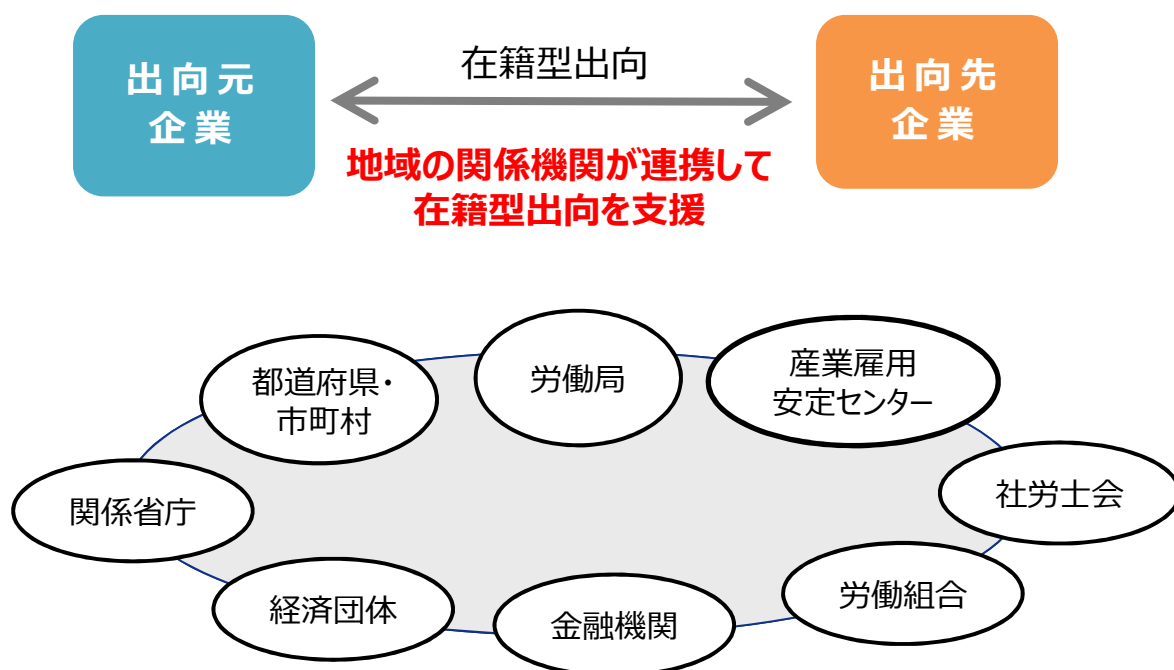 出向元
企業
在籍型出向
出向先
企業
地域の関係機関が連携して
在籍型出向を支援
都道府県・
市町村
労働局
産業雇用
安定センター
関係省庁
社労士会
経済団体
金融機関
労働組合